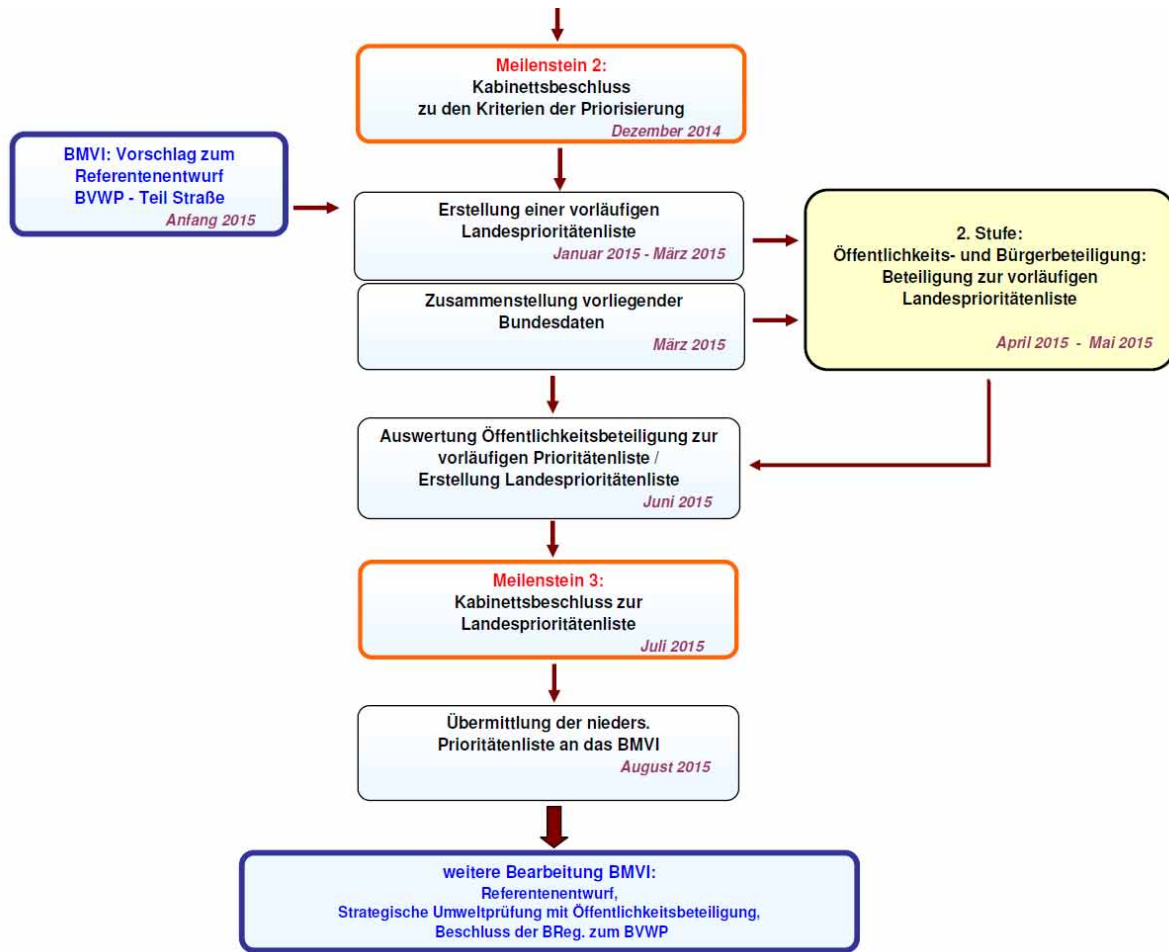 Meilenstein 2:
Kabinettsbeschluss
zu den Kriterien der Priorisierung
Dezember 2014
BMVI: Vorschlag zum
Referentenentwurf
BVWP - Teil Straße
Anfang 2015
Erstellung einer vorläufigen
Landesprioritätenliste
Januar 2015 - März 2015
Zusammenstellung vorliegender
Bundesdaten
März 2015
2. Stufe:
Öffentlichkeits- und Bürgerbeteiligung:
Beteiligung zur vorläufigen
Landesprioritätenliste
April 2015 - Mai 2015
Auswertung Öffentlichkeitsbeteiligung zur
vorläufigen Prioritätenliste /
Erstellung Landesprioritätenliste
Juni 2015
Meilenstein 3:
Kabinettsbeschluss zur
Landesprioritätenliste
Juli 2015
Übermittlung der nieders.
Prioritätenliste an das BMVI
August 2015
weitere Bearbeitung BMVI:
Referentenentwurf,
Strategische Umweltprüfung mit Öffentlichkeitsbeteiligung,
Beschluss der BReg. zum BVWP